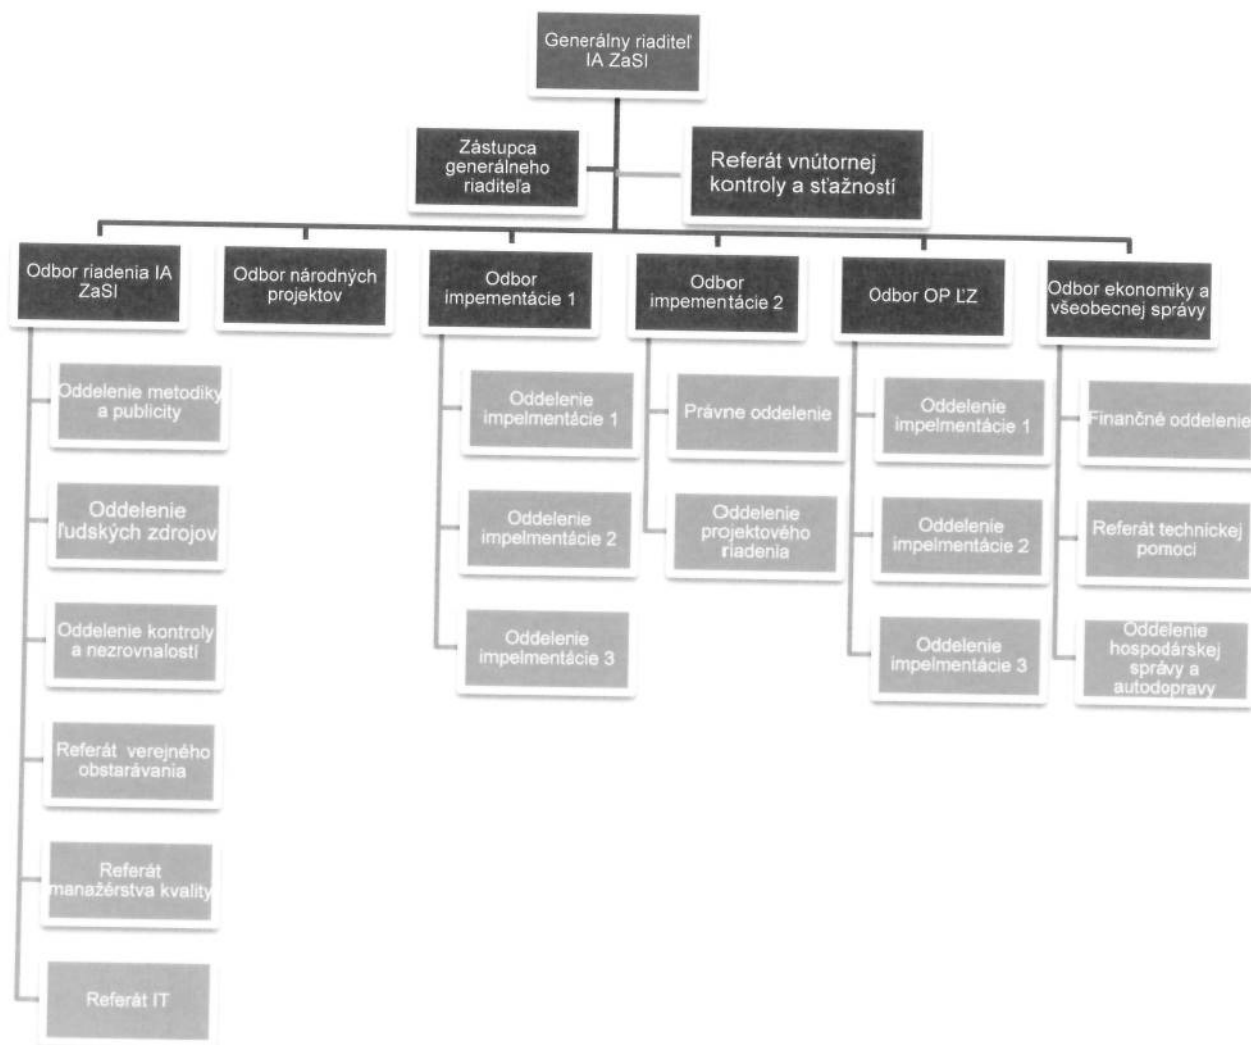 Generálny riaditeľ
IA ZaSI
Zástupca
generálneho
riaditeľa
Referát vnútornej
kontroly a sťažností
Odbor riadenia IA
ZaSI
Odbor národných
projektov
Odbor
impementácie 1
Odbor
impementácie 2
Odbor OP ĽZ
Odbor ekonomiky a
všeobecnej správy
Oddelenie metodiky
a publicity
Oddelenie
ľudských zdrojov
Oddelenie kontroly
a nezrovnalostí
Referát verejného
obstarávania
Referát
manažérstva kvality
Referát IT
Oddelenie
impelmentácie 1
Oddelenie
impelmentácie 2
Oddelenie
impelmentácie 3
Právne oddelenie
Oddelenie
projektového
riadenia
Oddelenie
impelmentácie 1
Oddelenie
impelmentácie 2
Oddelenie
impelmentácie 3
Finančné oddelenie
Referát technickej
pomoci
Oddelenie
hospodárskej
správy a
autodopravy